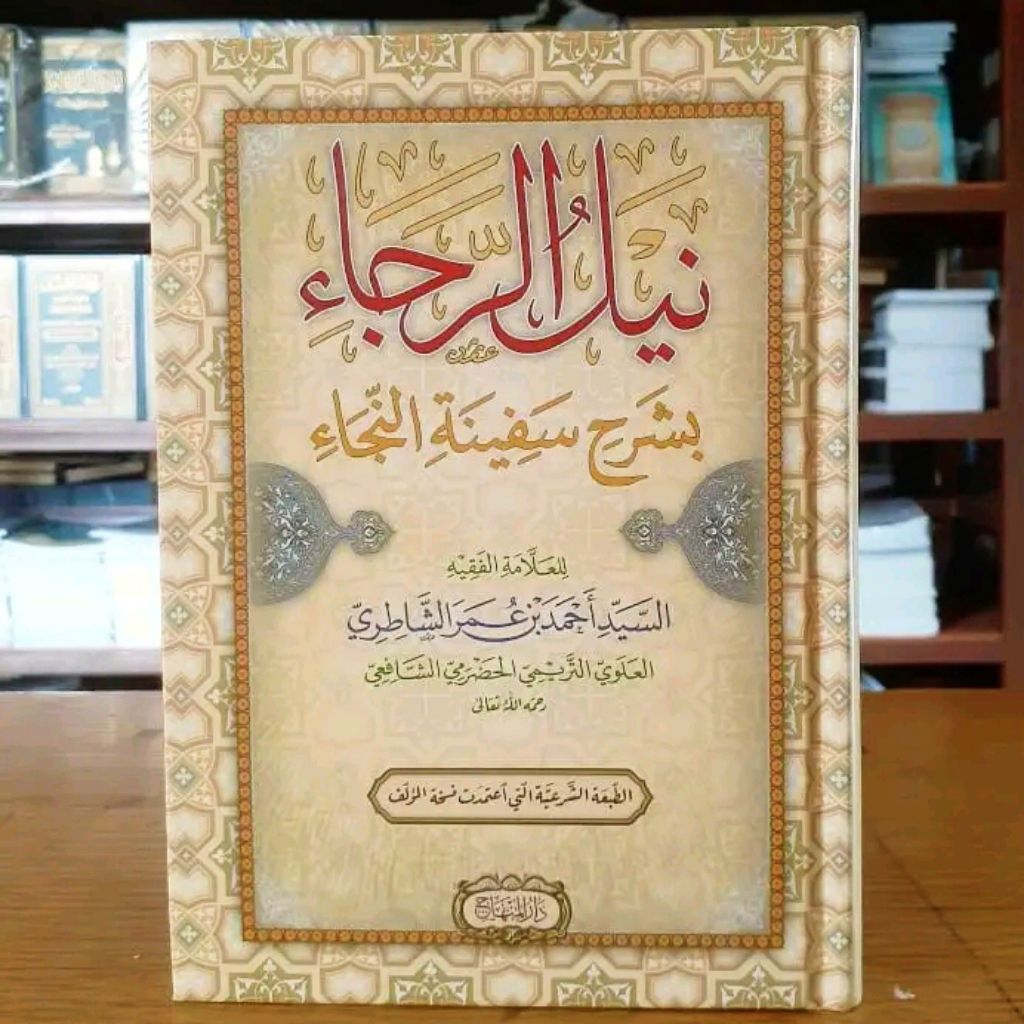 نيل الرجاء
بشرح سفينة النجاء
للعلامة الفقيه
السيد أحمد بن عمر الشاطري
العلوي التريمي الحضرمي الشافعي
رحمه الله تعالى
الطبعة الشرعية التي اعتمدت نسخة المؤلف
دار المنهاج